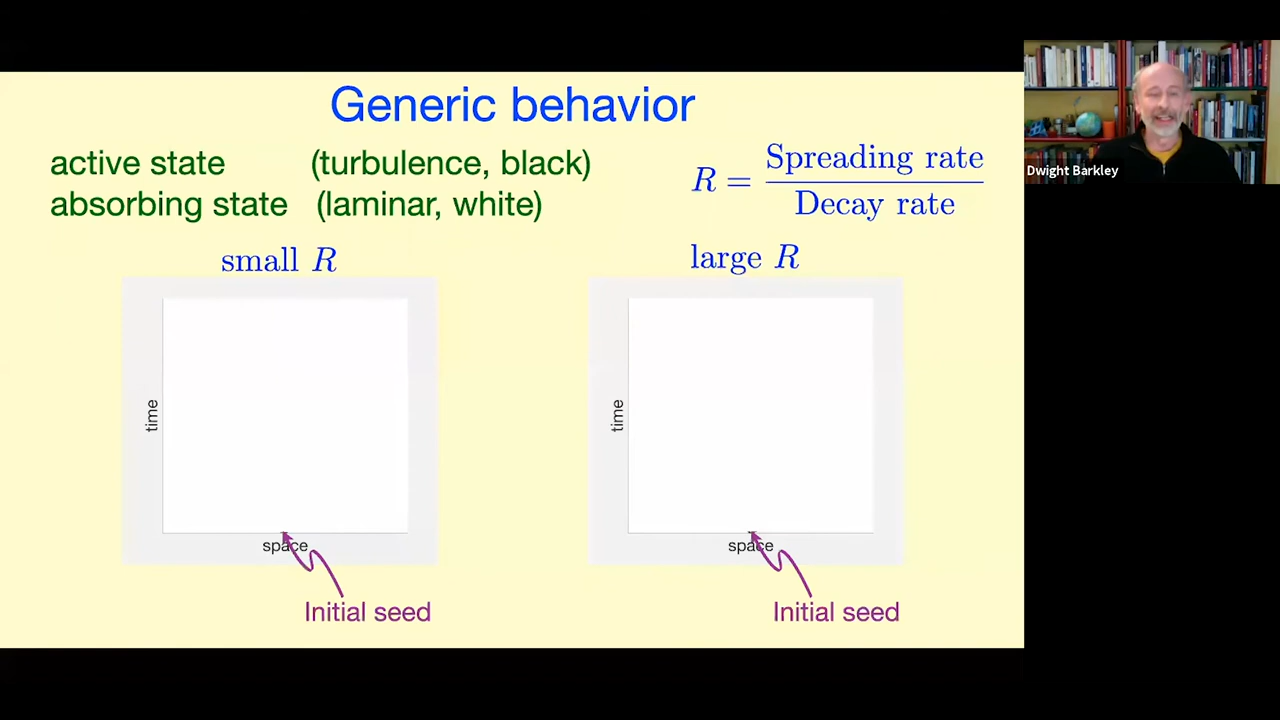 Generic behavior
active state (turbulence, black)
absorbing state (laminar, white)
R = Spreading rate / Decay rate
small R
large R
time
space
Initial seed
time
space
Initial seed
Dwight Barkley